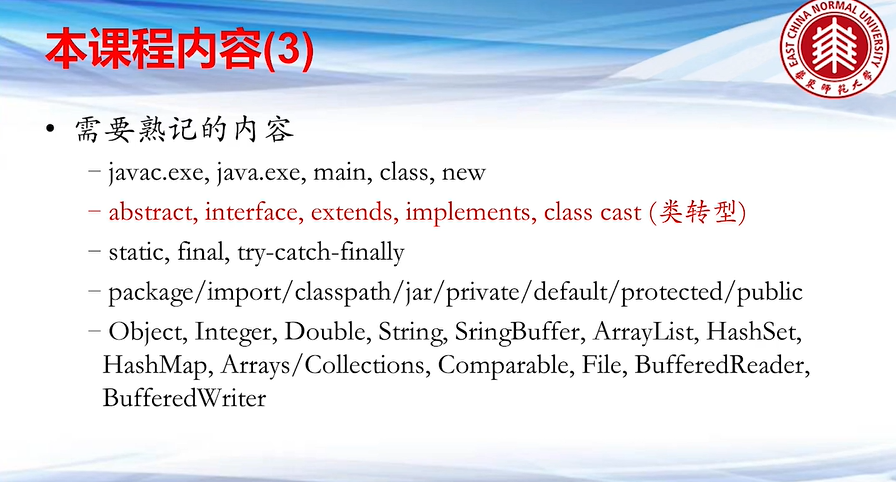 本课程内容(3)
EAST CHINA NORMAL UNIVERSITY
華東師範大學
• 需要熟记的内容
– javac.exe, java.exe, main, class, new
– abstract, interface, extends, implements, class cast (类转型)
– static, final, try-catch-finally
– package/import/classpath/jar/private/default/protected/public
– Object, Integer, Double, String, SringBuffer, ArrayList, HashSet,
HashMap, Arrays/Collections, Comparable, File, BufferedReader,
BufferedWriter